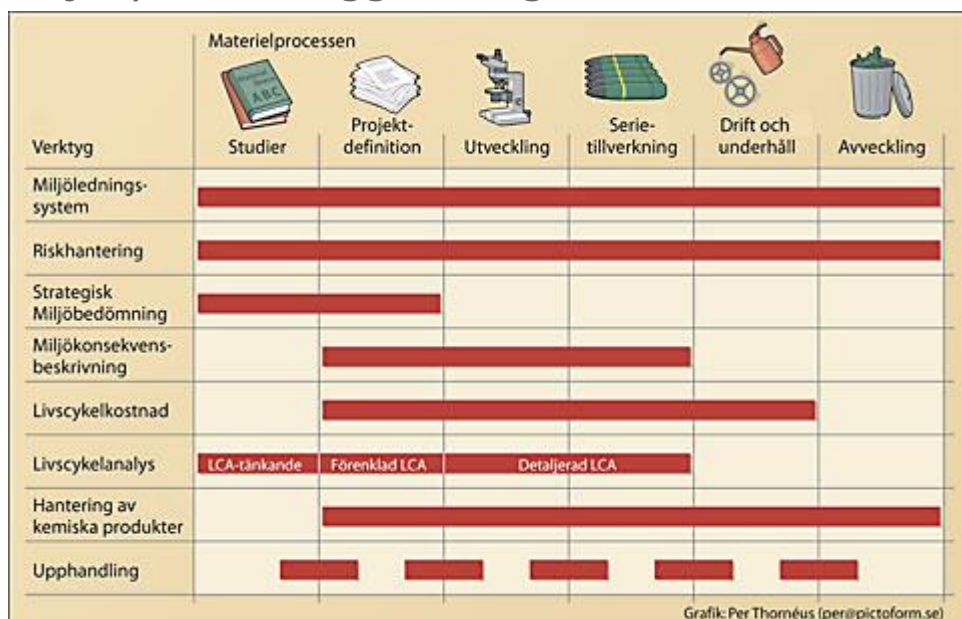 Materielprocessen
Verktyg
Studier
Projekt-
definition
Utveckling
Serie-
tillverkning
Drift och
underhåll
Avveckling
Miljölednings-
system
Riskhantering
Strategisk
Miljöbedömning
Miljökonsekvens-
beskrivning
Livscykelkostnad
Livscykelanalys
LCA-tänkande
Förenklad LCA
Detaljerad LCA
Hantering av
kemiska produkter
Upphandling
Grafik: Per Thornéus (per@pictoform.se)